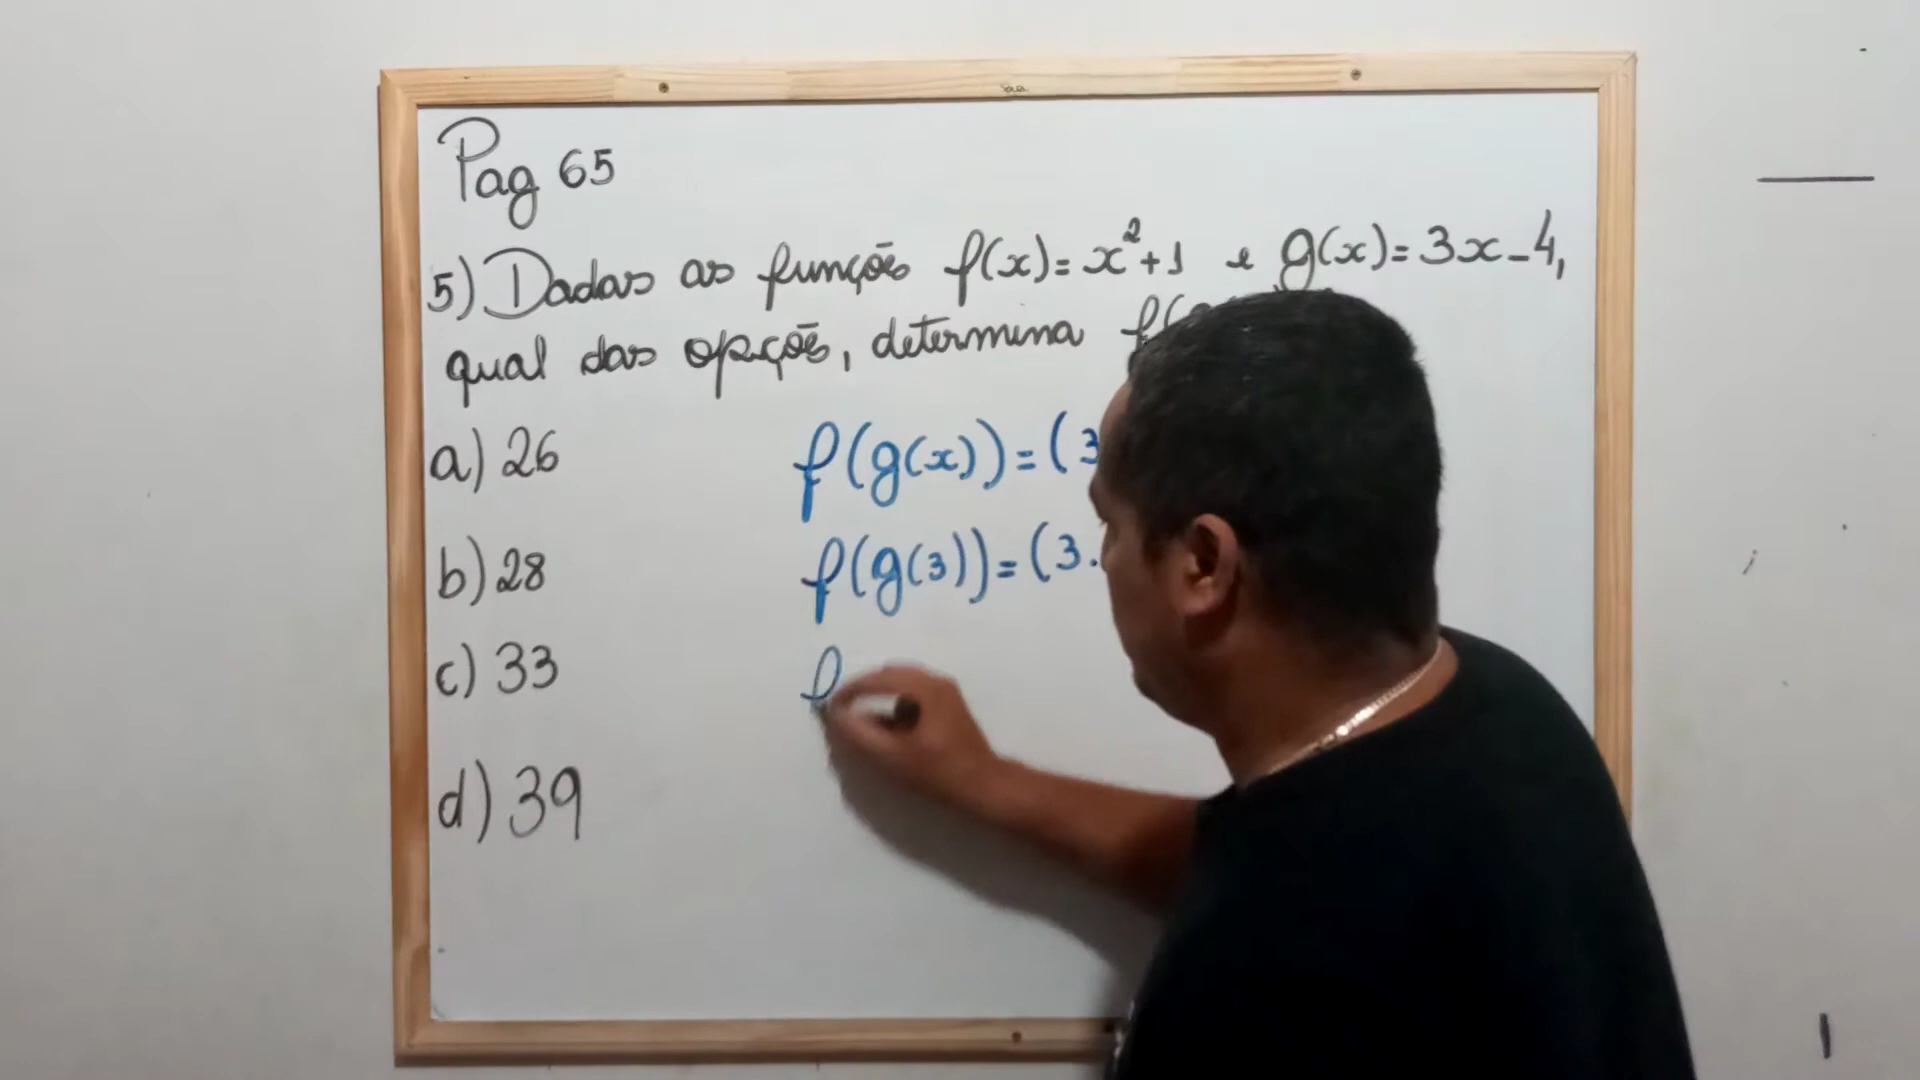 Pag 65
5) Dadas as funções f(x)=x²+1 e g(x)=3x-4,
qual das opções, determina f(
a) 26
f(g(x))=(3
b) 28
f(g(3))=(3.
c) 33
f
d) 39